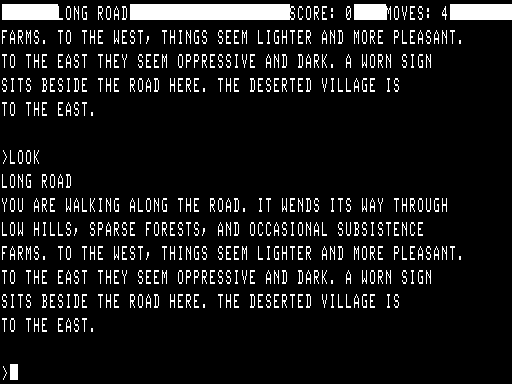 LONG ROAD SCORE: 0 MOVES: 4
FARMS. TO THE WEST, THINGS SEEM LIGHTER AND MORE PLEASANT.
TO THE EAST THEY SEEM OPPRESSIVE AND DARK. A WORN SIGN
SITS BESIDE THE ROAD HERE. THE DESERTED VILLAGE IS
TO THE EAST.
>LOOK
LONG ROAD
YOU ARE WALKING ALONG THE ROAD. IT WENDS ITS WAY THROUGH
LOW HILLS, SPARSE FORESTS, AND OCCASIONAL SUBSISTENCE
FARMS. TO THE WEST, THINGS SEEM LIGHTER AND MORE PLEASANT.
TO THE EAST THEY SEEM OPPRESSIVE AND DARK. A WORN SIGN
SITS BESIDE THE ROAD HERE. THE DESERTED VILLAGE IS
TO THE EAST.
>